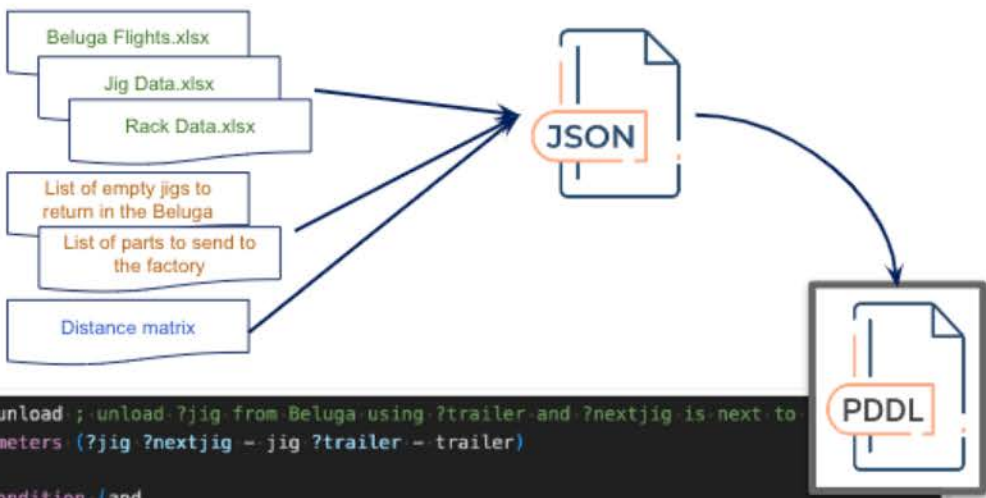 Beluga Flights.xlsx
Jig Data.xlsx
Rack Data.xlsx
List of empty jigs to
return in the Beluga
List of parts to send to
the factory
Distance matrix
JSON
PDDL
unload ; unload ?jig from Beluga using ?trailer and ?nextjig is next to
meters (?jig ?nextjig - jig ?trailer - trailer)
ondition (and